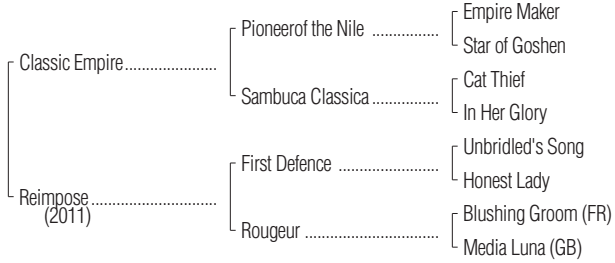 Empire Maker
Pioneerof the Nile ................
Star of Goshen
Classic Empire......................
Cat Thief
Sambuca Classica................
In Her Glory
Unbridled's Song
First Defence ........................
Honest Lady
Reimpose ..............................
(2011)
Blushing Groom (FR)
Rougeur ................................
Media Luna (GB)